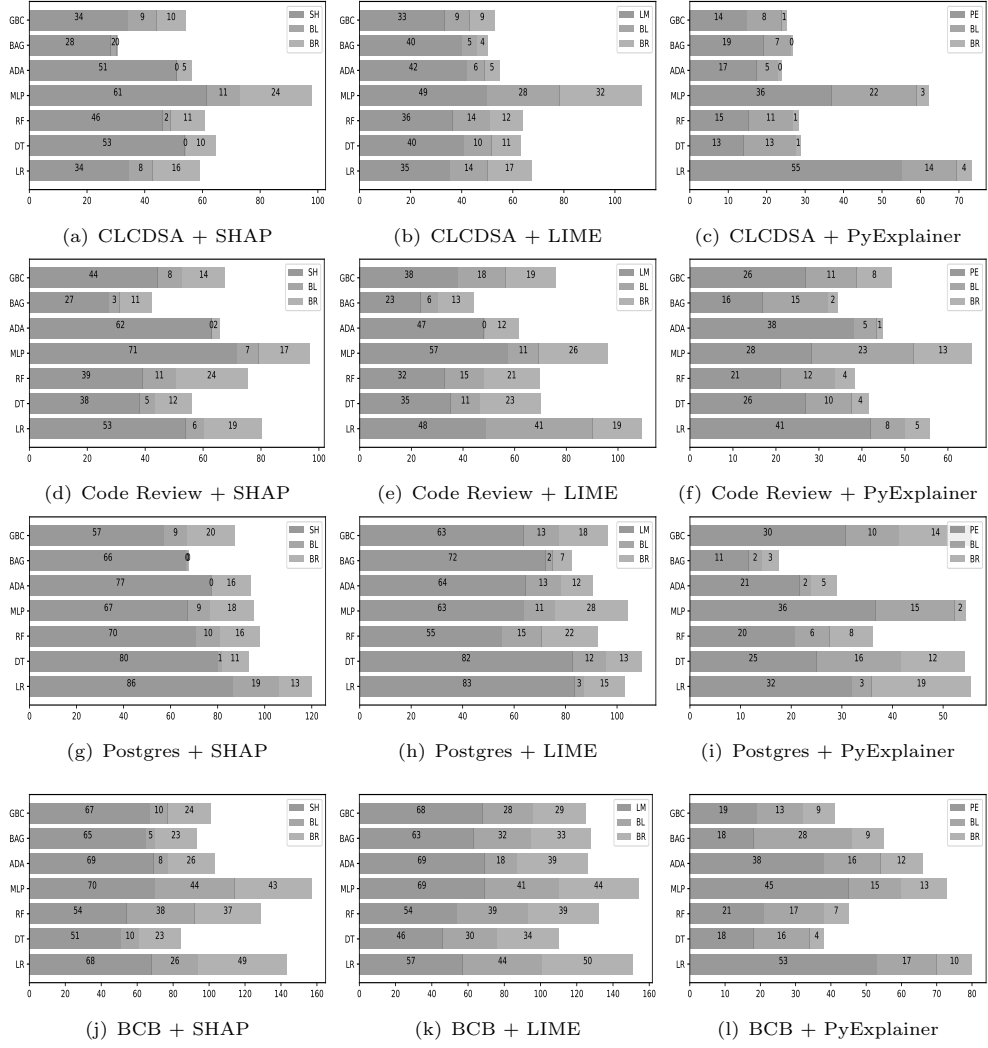 GBC 34 9 10 SH
BAG 28 2 0 BL
ADA 51 0 5 BR
MLP 61 11 24
RF 46 2 11
DT 53 0 10
LR 34 8 16
0 20 40 60 80 100
(a) CLCDSA + SHAP
GBC 33 9 9 LM
BAG 40 5 4 BL
ADA 42 6 5 BR
MLP 49 28 32
RF 36 14 12
DT 40 10 11
LR 35 14 17
0 20 40 60 80 100
(b) CLCDSA + LIME
GBC 14 8 1 PE
BAG 19 7 0 BL
ADA 17 5 0 BR
MLP 36 22 3
RF 15 11 1
DT 13 13 1
LR 55 14 4
0 10 20 30 40 50 60 70
(c) CLCDSA + PyExplainer
GBC 44 8 14 SH
BAG 27 3 11 BL
ADA 62 0 2 BR
MLP 71 7 17
RF 39 11 24
DT 38 5 12
LR 53 6 19
0 20 40 60 80 100
(d) Code Review + SHAP
GBC 38 18 19 LM
BAG 23 6 13 BL
ADA 47 0 12 BR
MLP 57 11 26
RF 32 15 21
DT 35 11 23
LR 48 41 19
0 20 40 60 80 100
(e) Code Review + LIME
GBC 26 11 8 PE
BAG 16 15 2 BL
ADA 38 5 1 BR
MLP 28 23 13
RF 21 12 4
DT 26 10 4
LR 41 8 5
0 10 20 30 40 50 60
(f) Code Review + PyExplainer
GBC 57 9 20 SH
BAG 66 0 BL
ADA 77 0 16 BR
MLP 67 9 18
RF 70 10 16
DT 80 1 11
LR 86 19 13
0 20 40 60 80 100 120
(g) Postgres + SHAP
GBC 63 13 18 LM
BAG 72 2 7 BL
ADA 64 13 12 BR
MLP 63 11 28
RF 55 15 22
DT 82 12 13
LR 83 3 15
0 20 40 60 80 100
(h) Postgres + LIME
GBC 30 10 14 PE
BAG 11 2 3 BL
ADA 21 2 5 BR
MLP 36 15 2
RF 20 6 8
DT 25 16 12
LR 32 3 19
0 10 20 30 40 50
(i) Postgres + PyExplainer
GBC 67 10 24 SH
BAG 65 5 23 BL
ADA 69 8 26 BR
MLP 70 44 43
RF 54 38 37
DT 51 10 23
LR 68 26 49
0 20 40 60 80 100 120 140 160
(j) BCB + SHAP
GBC 68 28 29 LM
BAG 63 32 33 BL
ADA 69 18 39 BR
MLP 69 41 44
RF 54 39 39
DT 46 30 34
LR 57 44 50
0 20 40 60 80 100 120 140 160
(k) BCB + LIME
GBC 19 13 9 PE
BAG 18 28 9 BL
ADA 38 16 12 BR
MLP 45 15 13
RF 21 17 7
DT 18 16 4
LR 53 17 10
0 10 20 30 40 50 60 70 80
(l) BCB + PyExplainer